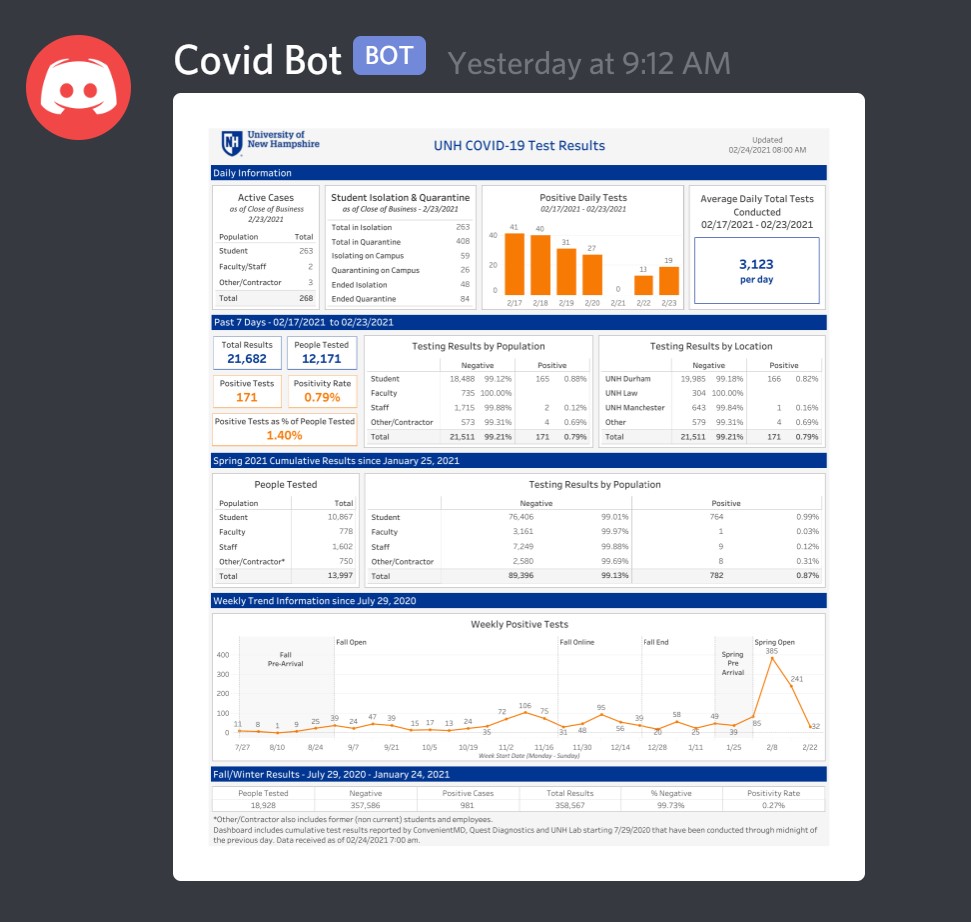 Covid Bot BOT Yesterday at 9:12 AM
University of
New Hampshire
NH
UNH COVID-19 Test Results
Updated
02/24/2021 08:00 AM
Daily Information
Active Cases
as of Close of Business
2/23/2021
Population Total
Student 263
Faculty/Staff 2
Other/Contractor 3
Total 268
Student Isolation & Quarantine
as of Close of Business - 2/23/2021
Total in Isolation 263
Total in Quarantine 408
Isolating on Campus 59
Quarantining on Campus 26
Ended Isolation 48
Ended Quarantine 84
Positive Daily Tests
02/17/2021 - 02/23/2021
40
20
0
41 40 31 27 0 13 19
2/17 2/18 2/19 2/20 2/21 2/22 2/23
Average Daily Total Tests
Conducted
02/17/2021 - 02/23/2021
3,123
per day
Past 7 Days - 02/17/2021 to 02/23/2021
Total Results
21,682
People Tested
12,171
Positive Tests
171
Positivity Rate
0.79%
Positive Tests as % of People Tested
1.40%
Testing Results by Population
Negative Positive
Student 18,488 99.12% 165 0.88%
Faculty 735 100.00%
Staff 1,715 99.88% 2 0.12%
Other/Contractor 573 99.31% 4 0.69%
Total 21,511 99.21% 171 0.79%
Testing Results by Location
Negative Positive
UNH Durham 19,985 99.18% 166 0.82%
UNH Law 304 100.00%
UNH Manchester 643 99.84% 1 0.16%
Other 579 99.31% 4 0.69%
Total 21,511 99.21% 171 0.79%
Spring 2021 Cumulative Results since January 25, 2021
People Tested
Population Total
Student 10,867
Faculty 778
Staff 1,602
Other/Contractor* 750
Total 13,997
Testing Results by Population
Negative Positive
Student 76,406 99.01% 764 0.99%
Faculty 3,161 99.97% 1 0.03%
Staff 7,249 99.88% 9 0.12%
Other/Contractor 2,580 99.69% 8 0.31%
Total 89,396 99.13% 782 0.87%
Weekly Trend Information since July 29, 2020
Weekly Positive Tests
Fall
Pre-Arrival
Fall Open
Fall Online
Fall End
Spring
Pre
Arrival
Spring Open
400
300
200
100
0
11 8 1 9 25 39 24 47 39 15 17 13 24 35 72 106 75 31 48 95 56 39 20 58 25 49 39 85 385 241 32
7/27 8/10 8/24 9/7 9/21 10/5 10/19 11/2 11/16 11/30 12/14 12/28 1/11 1/25 2/8 2/22
Week Start Date (Monday - Sunday)
Fall/Winter Results - July 29, 2020 - January 24, 2021
People Tested Negative Positive Cases Total Results % Negative Positivity Rate
18,928 357,586 981 358,567 99.73% 0.27%
*Other/Contractor also includes former (non current) students and employees.
Dashboard includes cumulative test results reported by ConvenientMD, Quest Diagnostics and UNH Lab starting 7/29/2020 that have been conducted through midnight of
the previous day. Data received as of 02/24/2021 7:00 am.